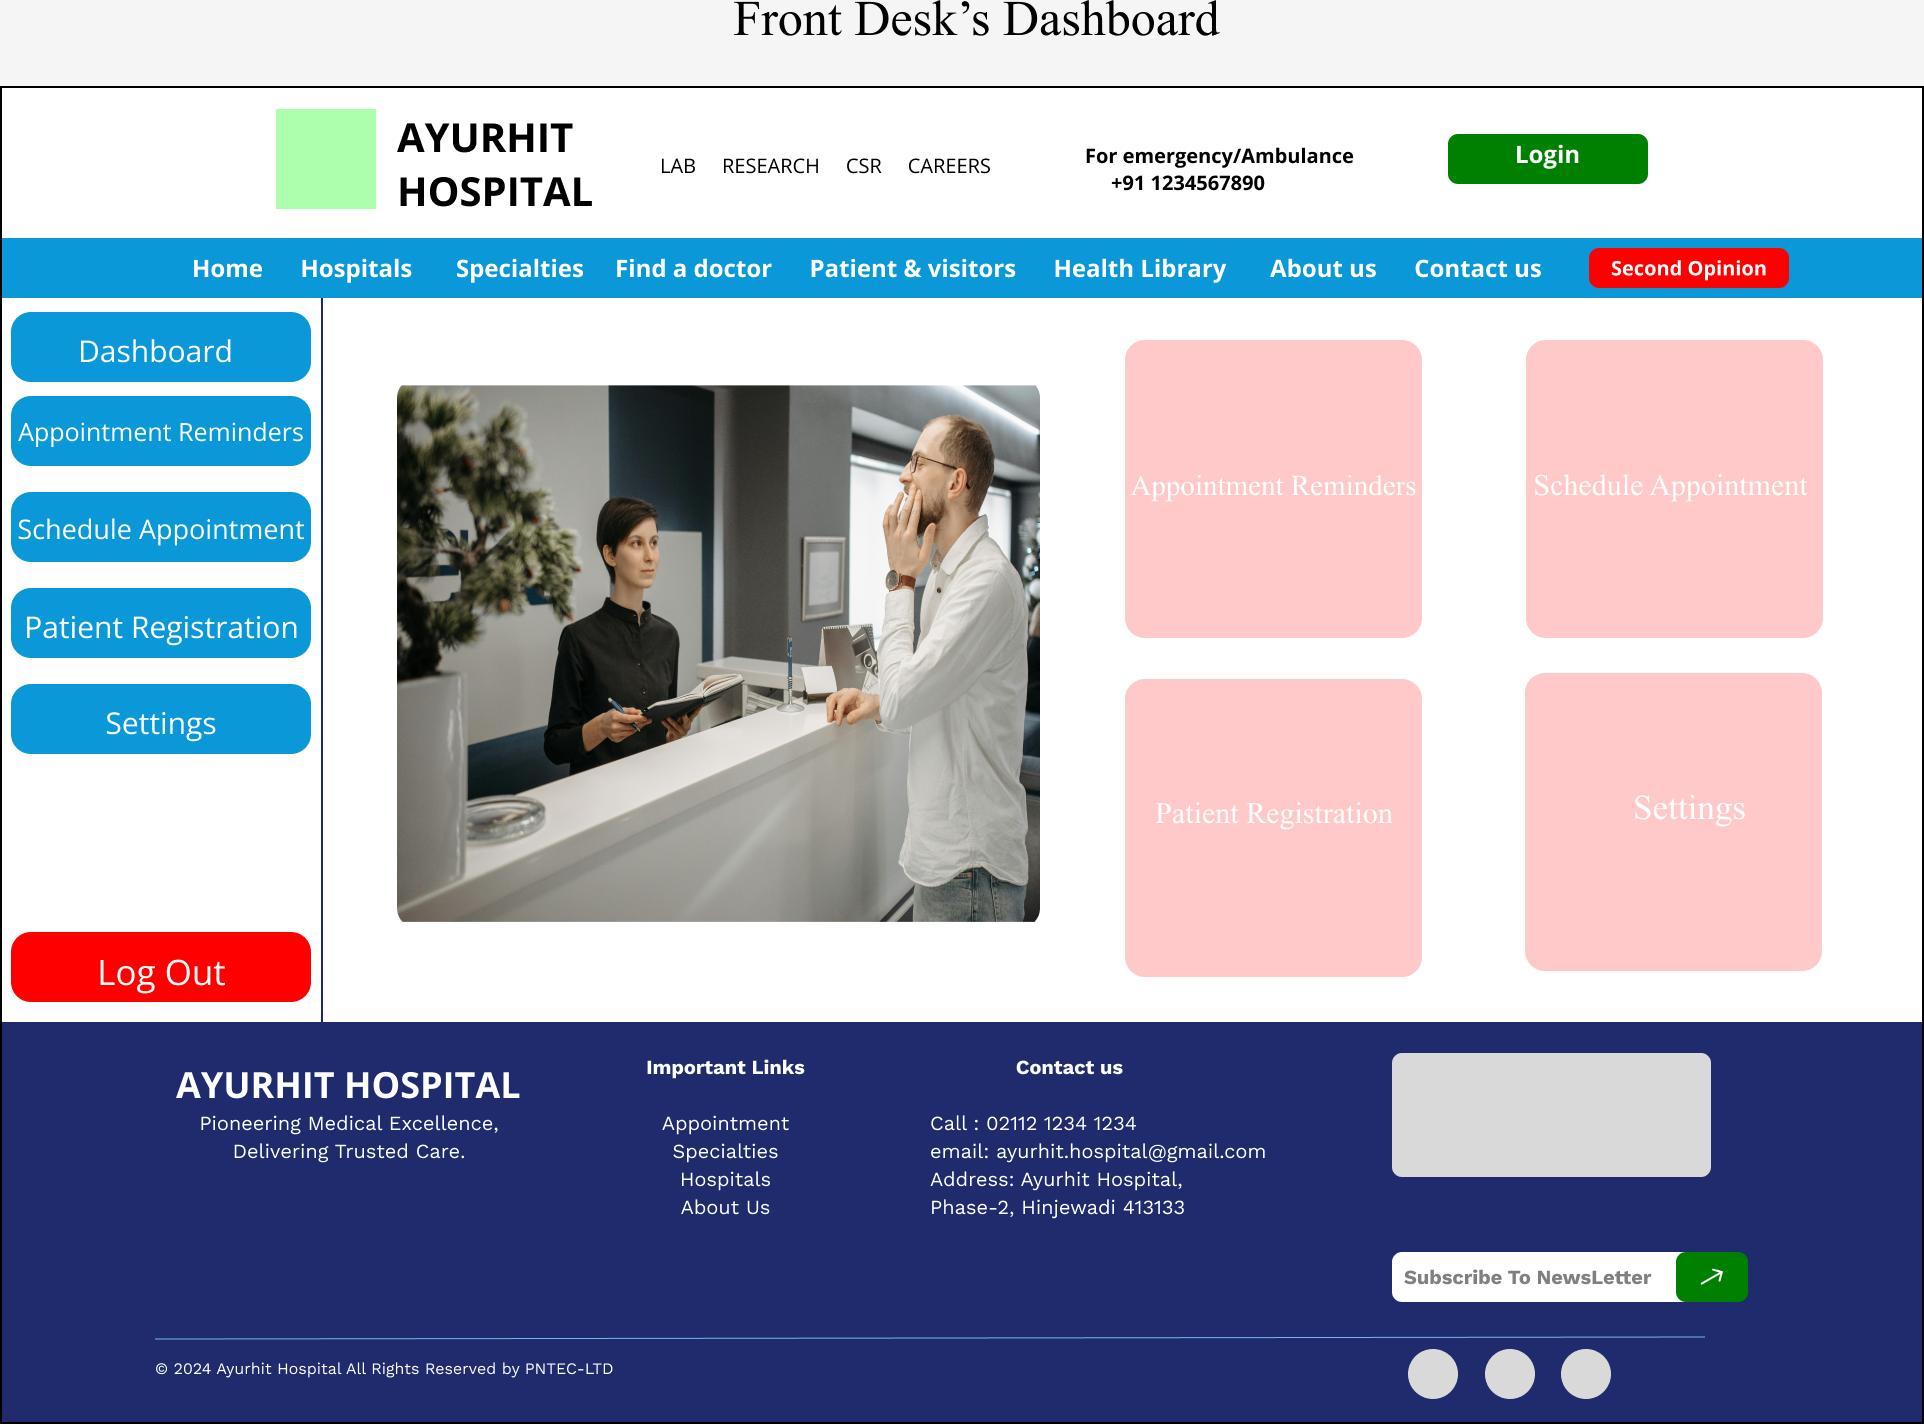 Front Desk’s Dashboard
AYURHIT
HOSPITAL
LAB RESEARCH CSR CAREERS
For emergency/Ambulance
+91 1234567890
Login
Home Hospitals Specialties Find a doctor Patient & visitors Health Library About us Contact us Second Opinion
Dashboard
Appointment Reminders
Schedule Appointment
Patient Registration
Settings
Log Out
Appointment Reminders
Schedule Appointment
Patient Registration
Settings
AYURHIT HOSPITAL
Pioneering Medical Excellence,
Delivering Trusted Care.
Important Links
Appointment
Specialties
Hospitals
About Us
Contact us
Call : 02112 1234 1234
email: ayurhit.hospital@gmail.com
Address: Ayurhit Hospital,
Phase-2, Hinjewadi 413133
Subscribe To NewsLetter
© 2024 Ayurhit Hospital All Rights Reserved by PNTEC-LTD